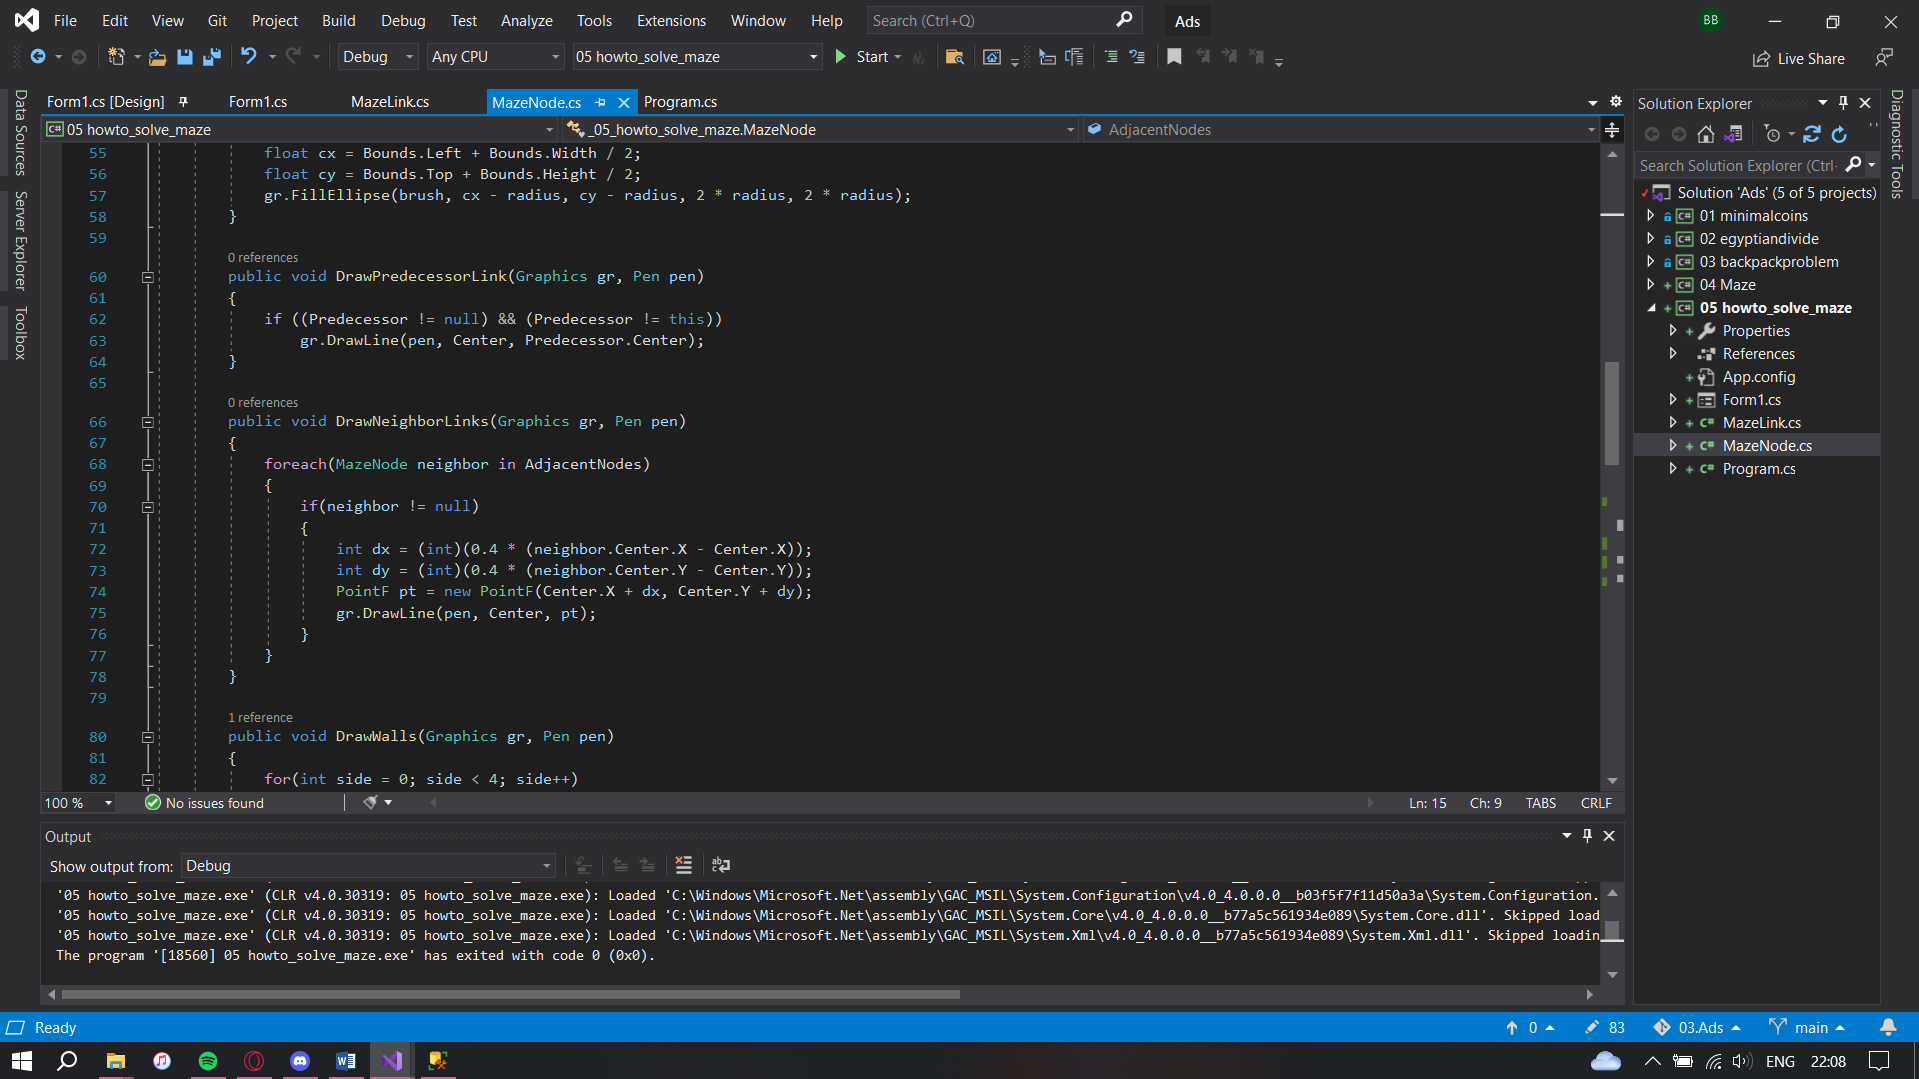 File Edit View Git Project Build Debug Test Analyze Tools Extensions Window Help Search (Ctrl+Q) Ads BB
Debug Any CPU 05 howto_solve_maze Start Live Share
Form1.cs [Design] Form1.cs MazeLink.cs MazeNode.cs Program.cs
05 howto_solve_maze _05_howto_solve_maze.MazeNode AdjacentNodes
Data Sources
Server Explorer
Toolbox
55 float cx = Bounds.Left + Bounds.Width / 2;
56 float cy = Bounds.Top + Bounds.Height / 2;
57 gr.FillEllipse(brush, cx - radius, cy - radius, 2 * radius, 2 * radius);
58 }
59
0 references
60 public void DrawPredecessorLink(Graphics gr, Pen pen)
61 {
62 if ((Predecessor != null) && (Predecessor != this))
63 gr.DrawLine(pen, Center, Predecessor.Center);
64 }
65
0 references
66 public void DrawNeighborLinks(Graphics gr, Pen pen)
67 {
68 foreach(MazeNode neighbor in AdjacentNodes)
69 {
70 if(neighbor != null)
71 {
72 int dx = (int)(0.4 * (neighbor.Center.X - Center.X));
73 int dy = (int)(0.4 * (neighbor.Center.Y - Center.Y));
74 PointF pt = new PointF(Center.X + dx, Center.Y + dy);
75 gr.DrawLine(pen, Center, pt);
76 }
77 }
78 }
79
1 reference
80 public void DrawWalls(Graphics gr, Pen pen)
81 {
82 for(int side = 0; side < 4; side++)
100 % No issues found Ln: 15 Ch: 9 TABS CRLF
Output
Show output from: Debug
'05 howto_solve_maze.exe' (CLR v4.0.30319: 05 howto_solve_maze.exe): Loaded 'C:\Windows\Microsoft.Net\assembly\GAC_MSIL\System.Configuration\v4.0_4.0.0.0__b03f5f7f11d50a3a\System.Configuration.
'05 howto_solve_maze.exe' (CLR v4.0.30319: 05 howto_solve_maze.exe): Loaded 'C:\Windows\Microsoft.Net\assembly\GAC_MSIL\System.Core\v4.0_4.0.0.0__b77a5c561934e089\System.Core.dll'. Skipped load
'05 howto_solve_maze.exe' (CLR v4.0.30319: 05 howto_solve_maze.exe): Loaded 'C:\Windows\Microsoft.Net\assembly\GAC_MSIL\System.Xml\v4.0_4.0.0.0__b77a5c561934e089\System.Xml.dll'. Skipped loadin
The program '[18560] 05 howto_solve_maze.exe' has exited with code 0 (0x0).
Solution Explorer
Search Solution Explorer (Ctrl
Solution 'Ads' (5 of 5 projects)
01 minimalcoins
02 egyptiandivide
03 backpackproblem
04 Maze
05 howto_solve_maze
Properties
References
App.config
Form1.cs
MazeLink.cs
MazeNode.cs
Program.cs
Diagnostic Tools
Ready 0 83 03.Ads main
ENG 22:08